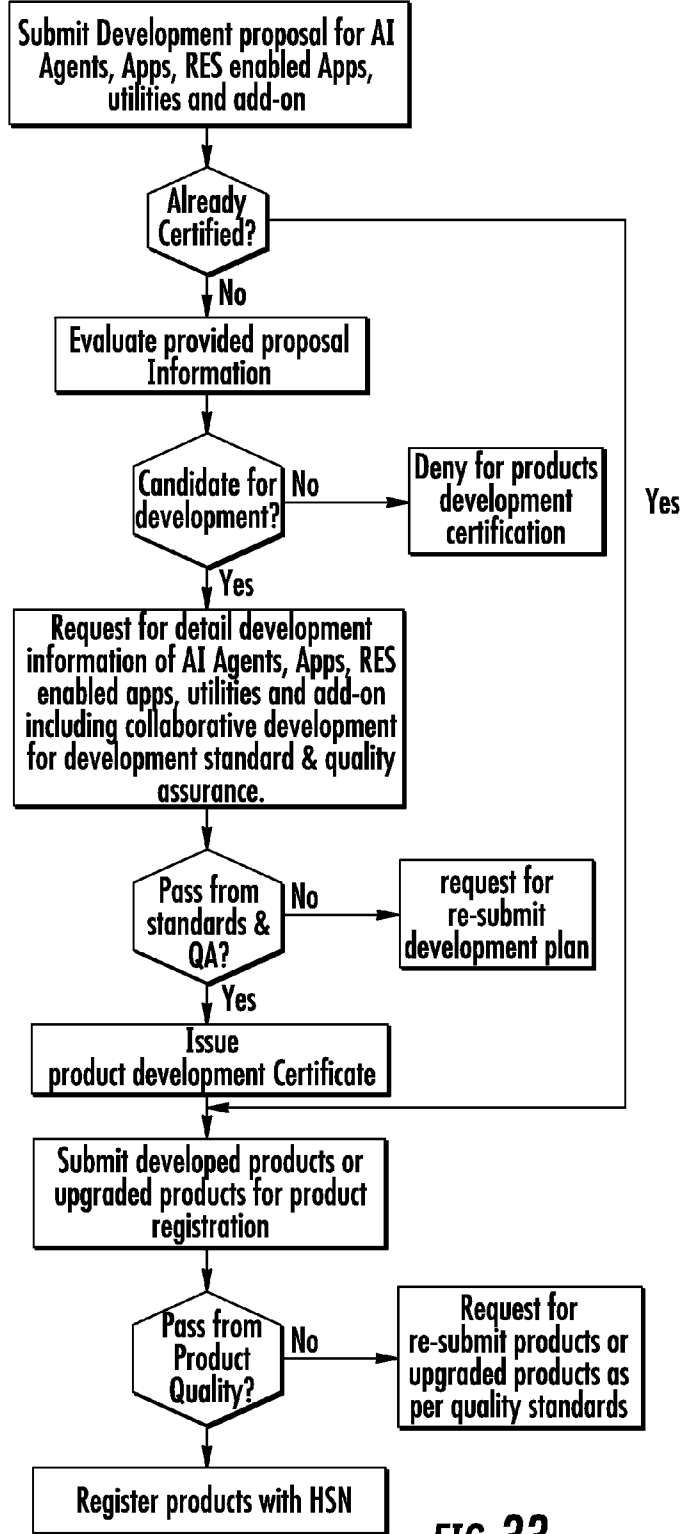 Submit Development proposal for AI
Agents, Apps, RES enabled Apps,
utilities and add-on
Already
Certified?
No
Evaluate provided proposal
Information
Candidate for
development?
No
Deny for products
development
certification
Yes
Yes
Request for detail development
information of AI Agents, Apps, RES
enabled apps, utilities and add-on
including collaborative development
for development standard & quality
assurance.
Pass from
standards &
QA?
No
request for
re-submit
development plan
Yes
Issue
product development Certificate
Submit developed products or
upgraded products for product
registration
Pass from
Product
Quality?
No
Request for
re-submit products or
upgraded products as
per quality standards
Register products with HSN